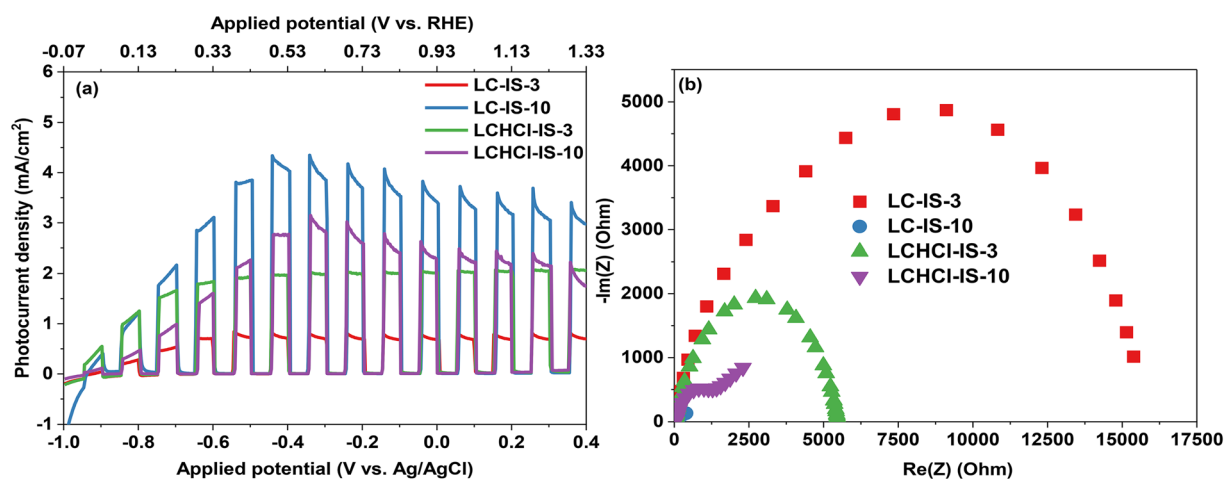 Applied potential (V vs. RHE)
-0.07 0.13 0.33 0.53 0.73 0.93 1.13 1.33
(a)
LC-IS-3
LC-IS-10
LCHCl-IS-3
LCHCl-IS-10
6
5
4
3
2
1
0
-1
Photocurrent density (mA/cm²)
-1.0 -0.8 -0.6 -0.4 -0.2 0.0 0.2 0.4
Applied potential (V vs. Ag/AgCl)
(b)
LC-IS-3
LC-IS-10
LCHCl-IS-3
LCHCl-IS-10
5000
4000
3000
2000
1000
0
-Im(Z) (Ohm)
0 2500 5000 7500 10000 12500 15000 17500
Re(Z) (Ohm)